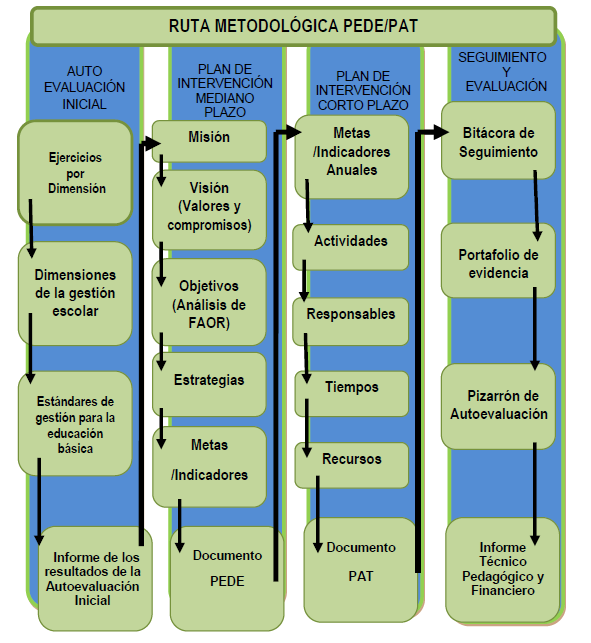 RUTA METODOLÓGICA PEDE/PAT
AUTO
EVALUACIÓN
INICIAL
Ejercicios
por
Dimensión
Dimensiones
de la gestión
escolar
Estándares de
gestión para la
educación
básica
Informe de los
resultados de la
Autoevaluación
Inicial
PLAN DE
INTERVENCIÓN
MEDIANO
PLAZO
Misión
Visión
(Valores y
compromisos)
Objetivos
(Análisis de
FAOR)
Estrategias
Metas
/Indicadores
Documento
PEDE
PLAN DE
INTERVENCIÓN
CORTO PLAZO
Metas
/Indicadores
Anuales
Actividades
Responsables
Tiempos
Recursos
Documento
PAT
SEGUIMIENTO
Y
EVALUACIÓN
Bitácora de
Seguimiento
Portafolio de
evidencia
Pizarrón de
Autoevaluación
Informe
Técnico
Pedagógico y
Financiero